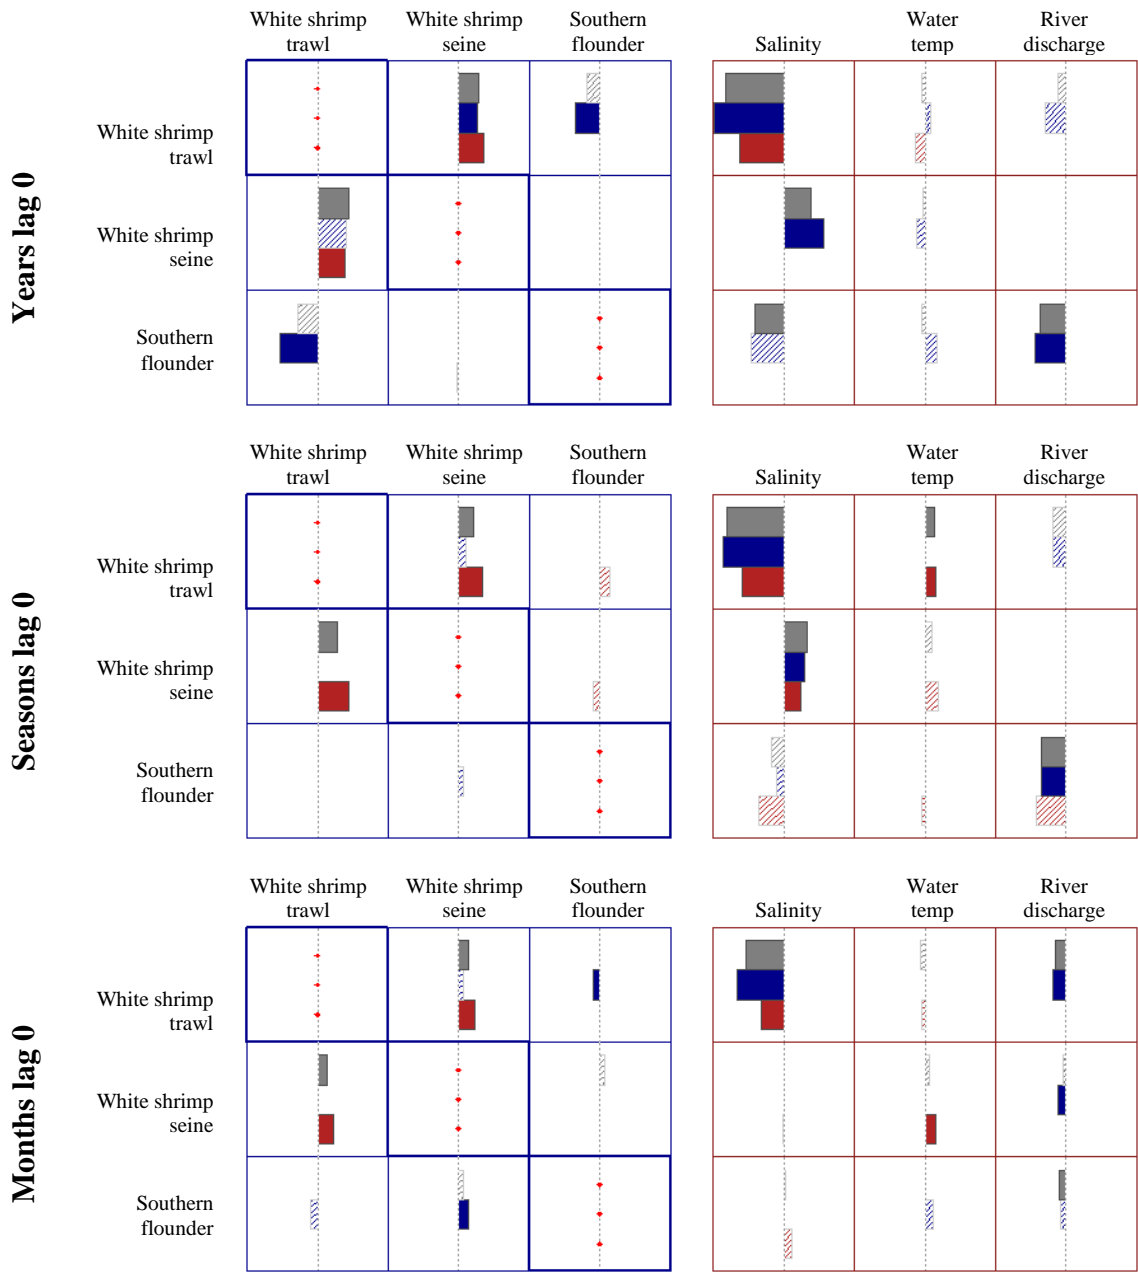 White shrimp trawl
White shrimp seine
Southern flounder
Salinity
Water temp
River discharge
Years lag 0
White shrimp trawl
White shrimp seine
Southern flounder
White shrimp trawl
White shrimp seine
Southern flounder
Salinity
Water temp
River discharge
Seasons lag 0
White shrimp trawl
White shrimp seine
Southern flounder
White shrimp trawl
White shrimp seine
Southern flounder
Salinity
Water temp
River discharge
Months lag 0
White shrimp trawl
White shrimp seine
Southern flounder